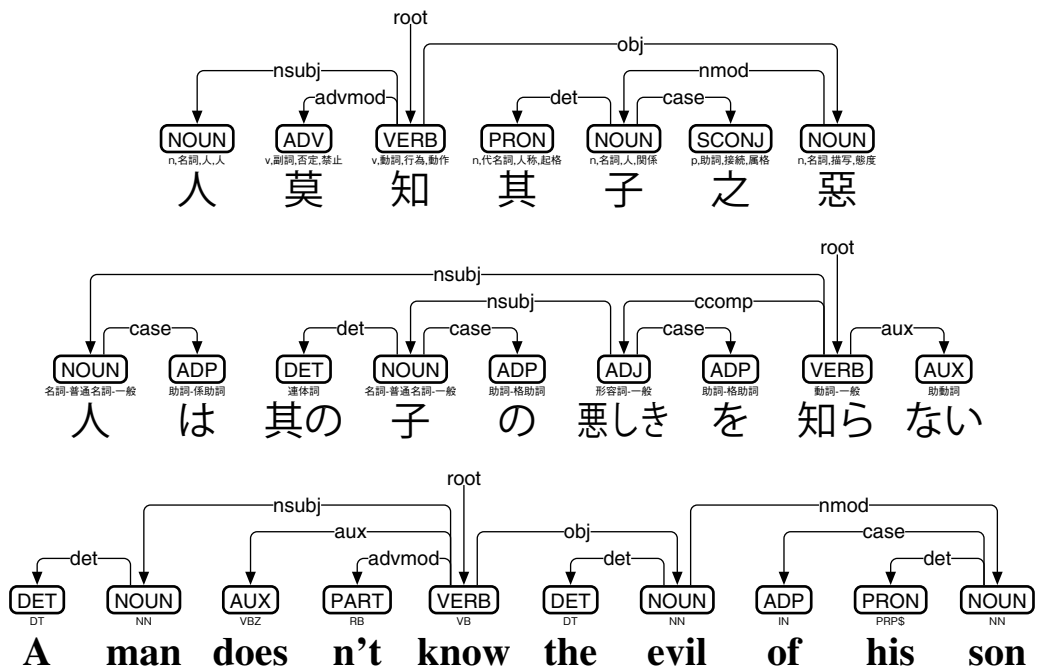 root
obj
nsubj nmod
advmod det case
NOUN ADV VERB PRON NOUN SCONJ NOUN
n,名詞,人,人 v,副詞,否定,禁止 v,動詞,行為,動作 n,代名詞,人称,起格 n,名詞,人,関係 p,助詞,接続,属格 n,名詞,描写,態度
人 莫 知 其 子 之 惡
root
nsubj
nsubj ccomp
case det case case aux
NOUN ADP DET NOUN ADP ADJ ADP VERB AUX
名詞-普通名詞-一般 助詞-係助詞 連体詞 名詞-普通名詞-一般 助詞-格助詞 形容詞-一般 助詞-格助詞 動詞-一般 助動詞
人 は 其の 子 の 悪しき を 知ら ない
root
nsubj nmod
aux obj case
det advmod det det
DET NOUN AUX PART VERB DET NOUN ADP PRON NOUN
DT NN VBZ RB VB DT NN IN PRP$ NN
A man does n't know the evil of his son